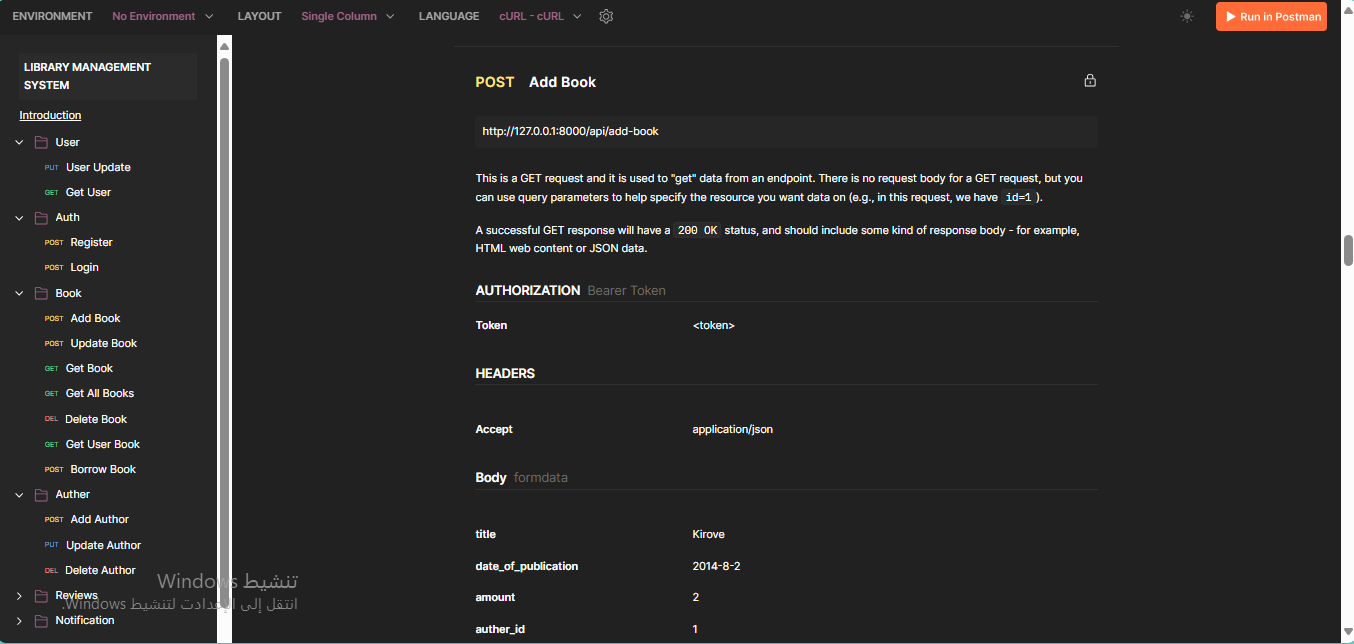 ENVIRONMENT No Environment LAYOUT Single Column LANGUAGE cURL - cURL Run in Postman
LIBRARY MANAGEMENT
SYSTEM
Introduction
User
PUT User Update
GET Get User
Auth
POST Register
POST Login
Book
POST Add Book
POST Update Book
GET Get Book
GET Get All Books
DEL Delete Book
GET Get User Book
POST Borrow Book
Auther
POST Add Author
PUT Update Author
DEL Delete Author
Reviews
Notification
POST Add Book
http://127.0.0.1:8000/api/add-book
This is a GET request and it is used to "get" data from an endpoint. There is no request body for a GET request, but you
can use query parameters to help specify the resource you want data on (e.g., in this request, we have id=1 ).
A successful GET response will have a 200 OK status, and should include some kind of response body - for example,
HTML web content or JSON data.
AUTHORIZATION Bearer Token
Token <token>
HEADERS
Accept application/json
Body formdata
title Kirove
date_of_publication 2014-8-2
amount 2
auther_id 1
تنشيط Windows
انتقل إلى الإعدادت لتنشيط Windows.